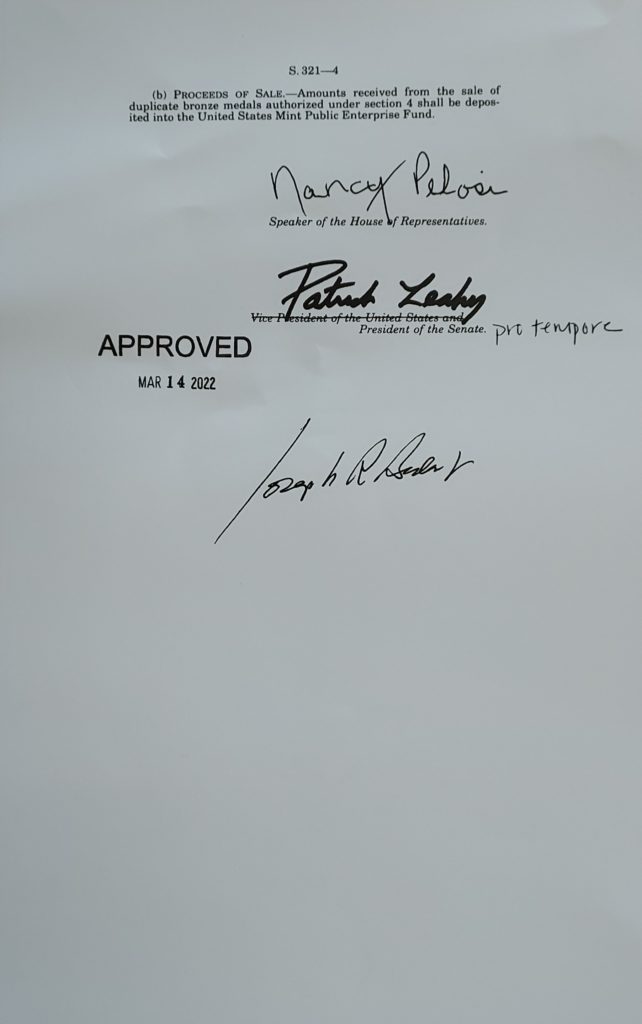 S. 321—4
(b) PROCEEDS OF SALE.—Amounts received from the sale of
duplicate bronze medals authorized under section 4 shall be depos-
ited into the United States Mint Public Enterprise Fund.
Nancy Pelosi
Speaker of the House of Representatives.
Patrick Leahy
Vice President of the United States and
President of the Senate. pro tempore
APPROVED
MAR 14 2022
Joseph R Biden Jr